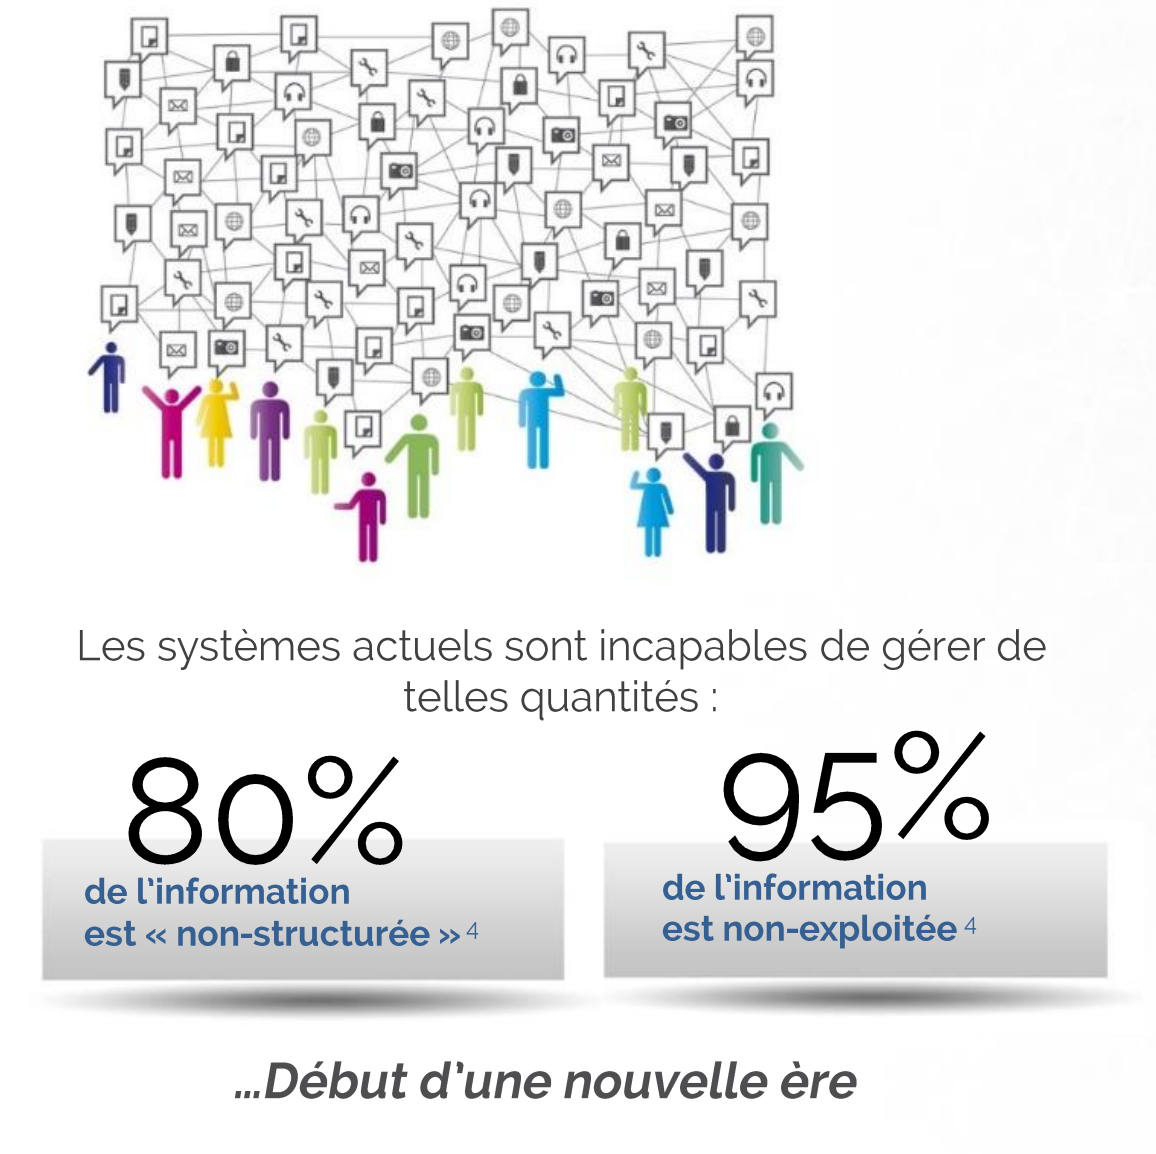 Les systèmes actuels sont incapables de gérer de
telles quantités :
80%
de l’information
est « non-structurée » 4
95%
de l’information
est non-exploitée 4
...Début d’une nouvelle ère